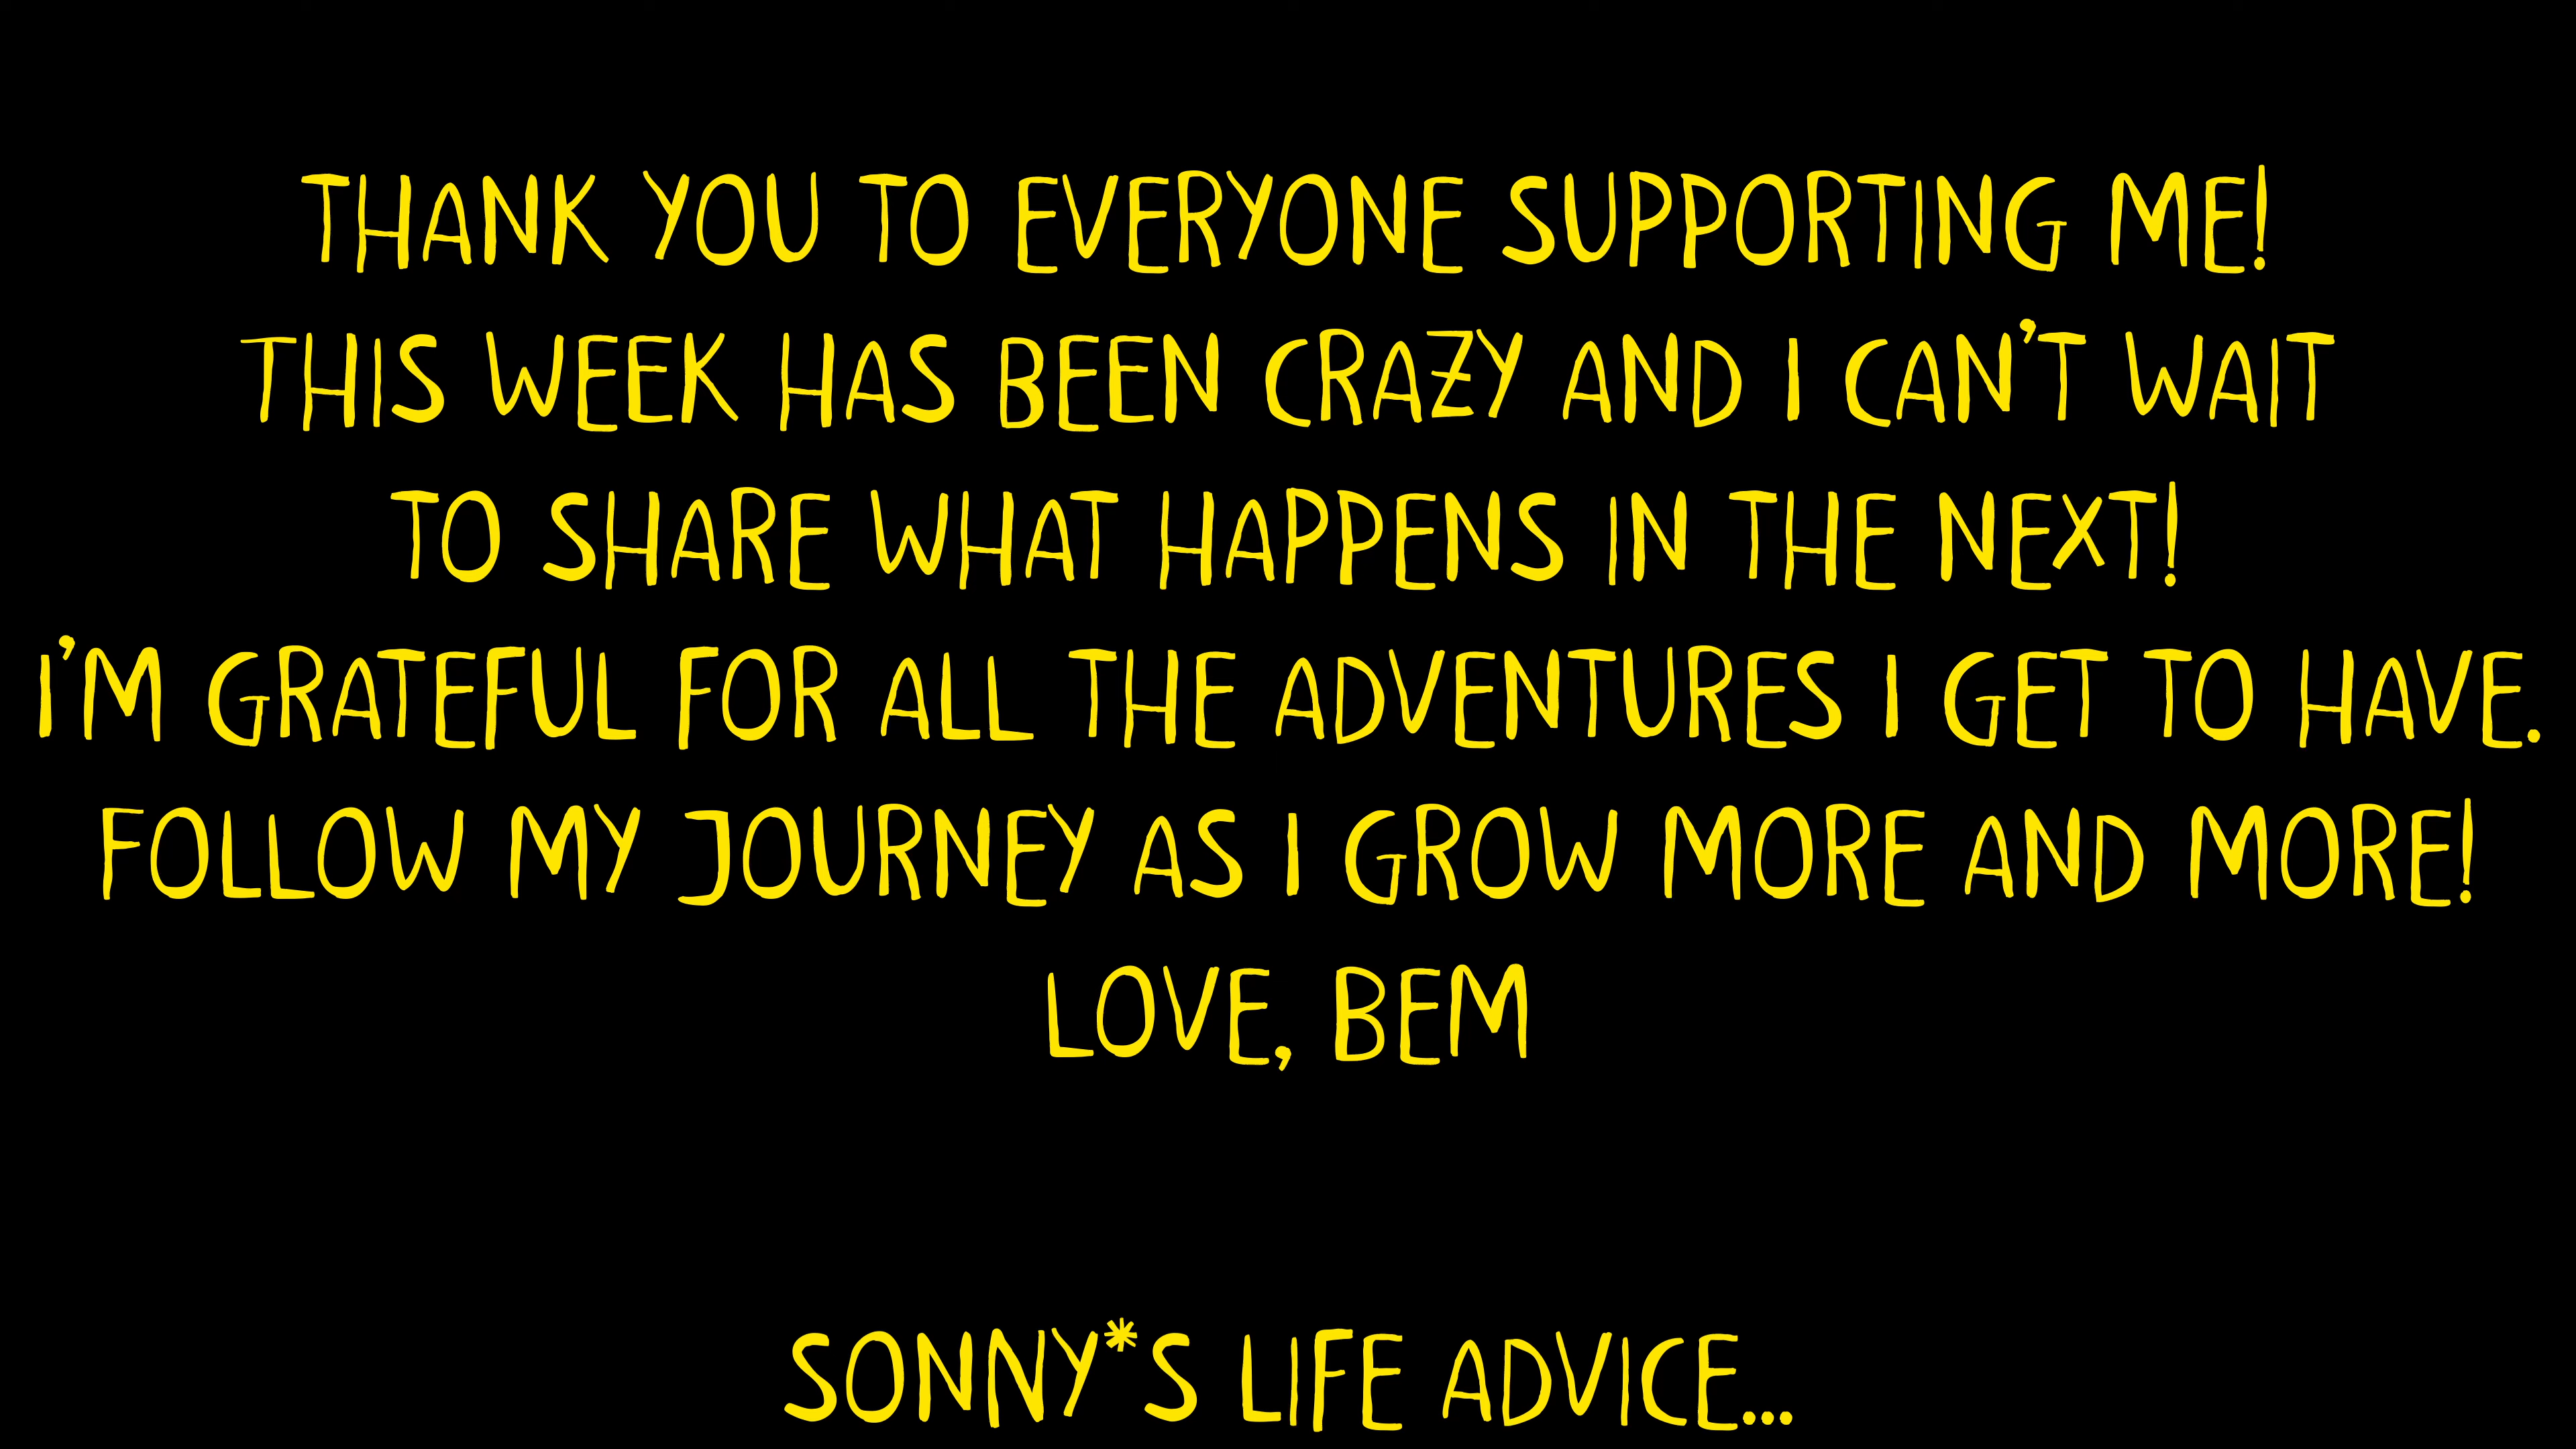 THANK YOU TO EVERYONE SUPPORTING ME!
THIS WEEK HAS BEEN CRAZY AND I CAN'T WAIT
TO SHARE WHAT HAPPENS IN THE NEXT!
I'M GRATEFUL FOR ALL THE ADVENTURES I GET TO HAVE.
FOLLOW MY JOURNEY AS I GROW MORE AND MORE!
LOVE, BEM
SONNY*S LIFE ADVICE...